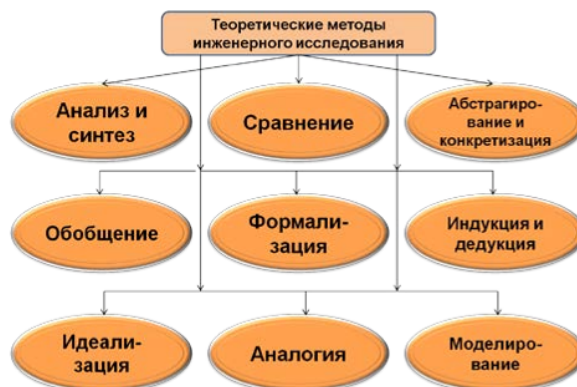 Теоретические методы
инженерного исследования
Анализ и
синтез
Сравнение
Абстрагиро-
вание и
конкретизация
Обобщение
Формали-
зация
Индукция и
дедукция
Идеали-
зация
Аналогия
Моделиро-
вание